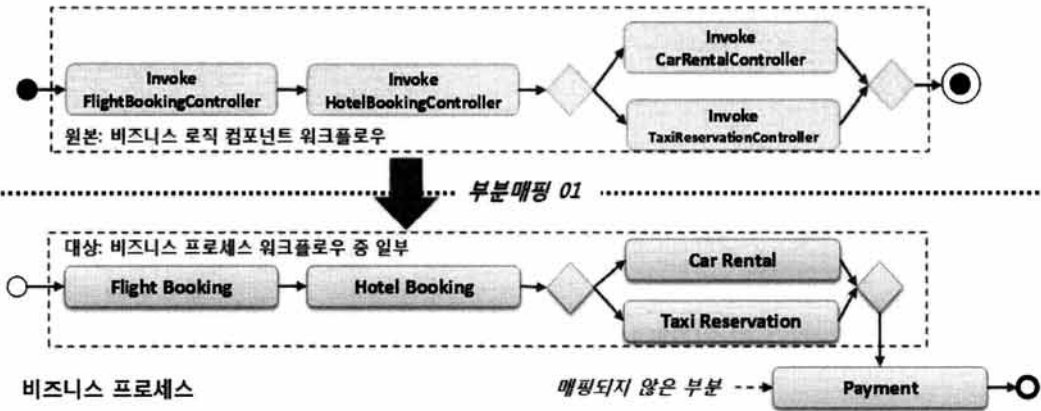 Invoke
FlightBookingController
Invoke
HotelBookingController
Invoke
CarRentalController
Invoke
TaxiReservationController
원본: 비즈니스 로직 컴포넌트 워크플로우
부분매핑 01
대상: 비즈니스 프로세스 워크플로우 중 일부
Flight Booking
Hotel Booking
Car Rental
Taxi Reservation
비즈니스 프로세스
매핑되지 않은 부분
Payment